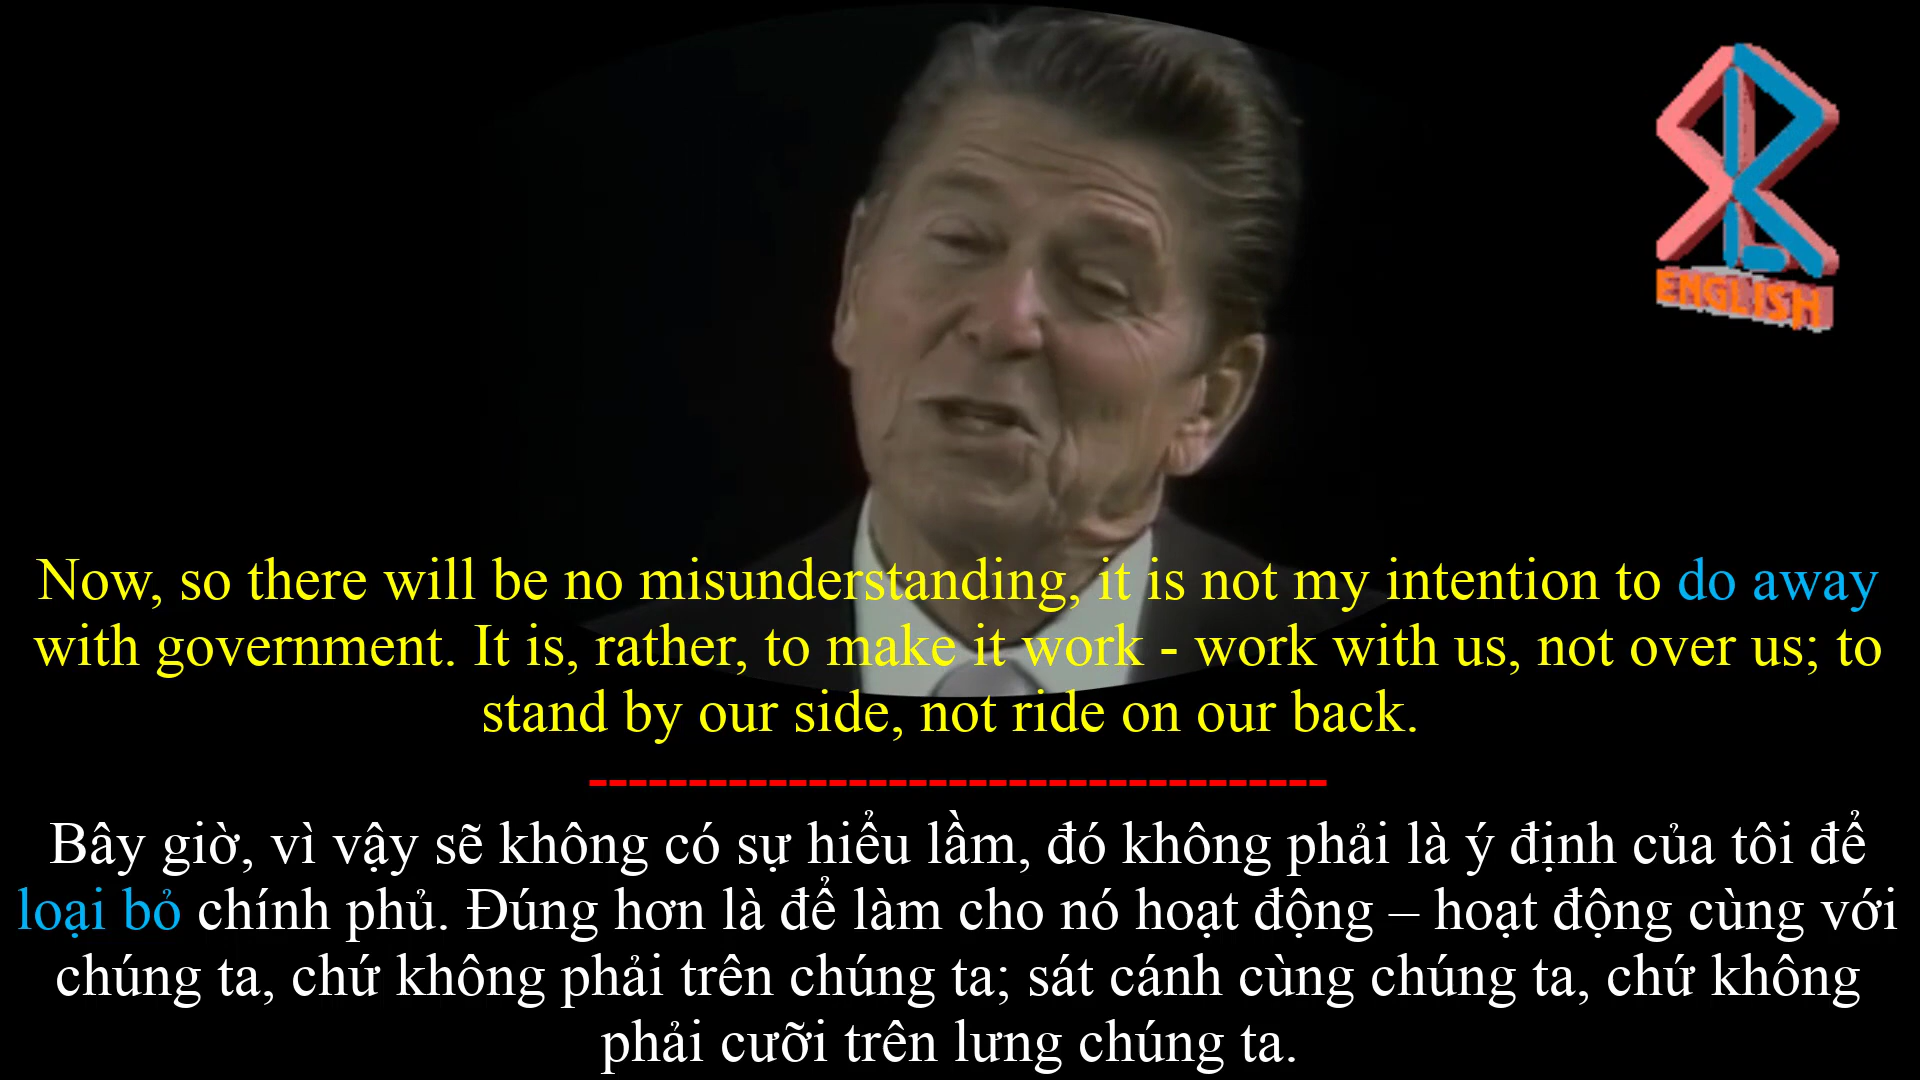 ENGLISH
Now, so there will be no misunderstanding, it is not my intention to do away
with government. It is, rather, to make it work - work with us, not over us; to
stand by our side, not ride on our back.
-------------------------------------
Bây giờ, vì vậy sẽ không có sự hiểu lầm, đó không phải là ý định của tôi để
loại bỏ chính phủ. Đúng hơn là để làm cho nó hoạt động – hoạt động cùng với
chúng ta, chứ không phải trên chúng ta; sát cánh cùng chúng ta, chứ không
phải cưỡi trên lưng chúng ta.